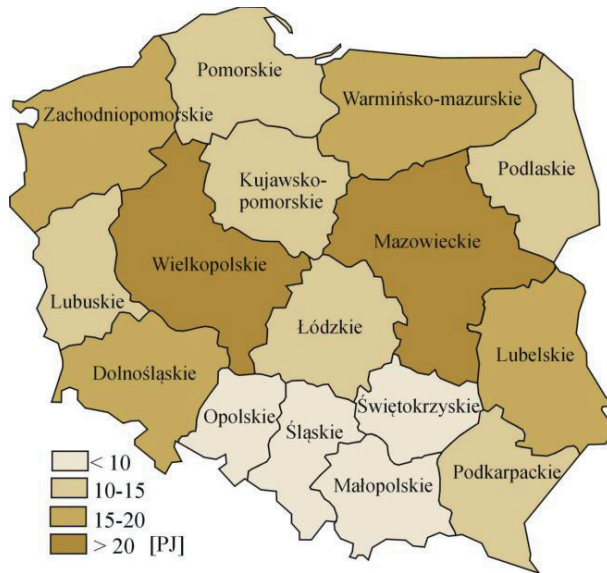 Pomorskie
Warmińsko-mazurskie
Zachodniopomorskie
Podlaskie
Kujawsko-
pomorskie
Mazowieckie
Wielkopolskie
Lubuskie
Łódzkie
Lubelskie
Dolnośląskie
Opolskie
Świętokrzyskie
Śląskie
Podkarpackie
Małopolskie
< 10
10-15
15-20
> 20 [PJ]